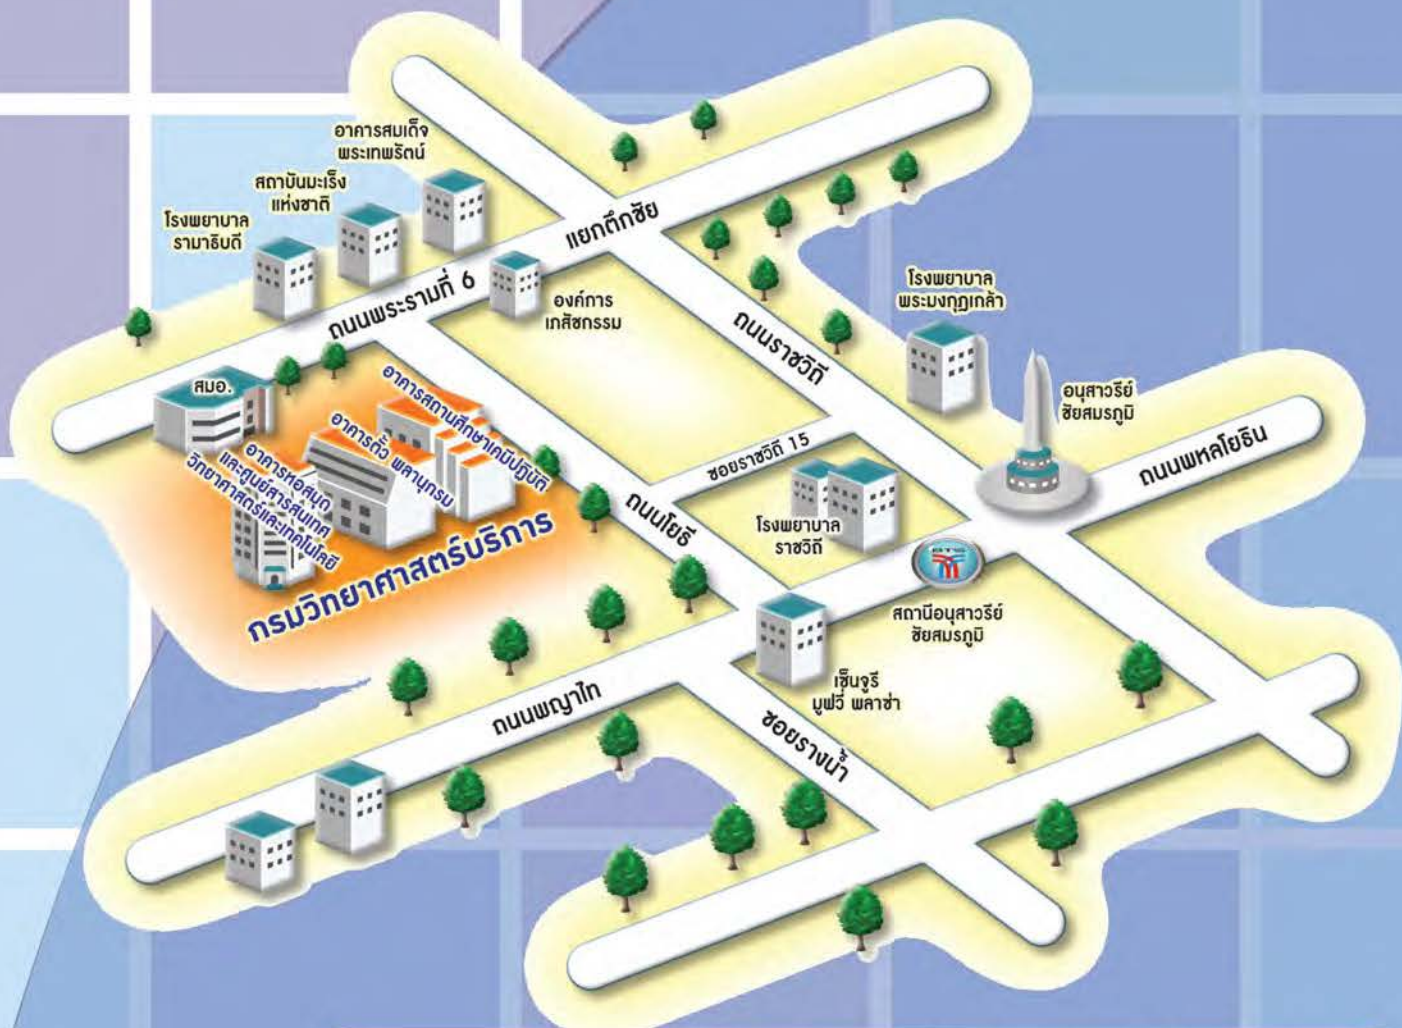 อาคารสมเด็จ
พระเทพรัตน์
สถาบันมะเร็ง
แห่งชาติ
โรงพยาบาล
รามาธิบดี
แยกตึกชัย
ถนนพระรามที่ 6
องค์การ
เภสัชกรรม
โรงพยาบาล
พระมงกุฎเกล้า
ถนนราชวิถี
อนุสาวรีย์
ชัยสมรภูมิ
สมอ.
อาคารสถานศึกษาเคมีปฏิบัติ
อาคารตั้ว พลานุกรม
อาคารหอสมุด
และศูนย์สารสนเทศ
วิทยาศาสตร์และเทคโนโลยี
กรมวิทยาศาสตร์บริการ
ซอยราชวิถี 15
ถนนพหลโยธิน
ถนนโยธี
โรงพยาบาล
ราชวิถี
BTS
สถานีอนุสาวรีย์
ชัยสมรภูมิ
เซ็นจูรี
มูฟวี่ พลาซ่า
ถนนพญาไท
ซอยรางน้ำ